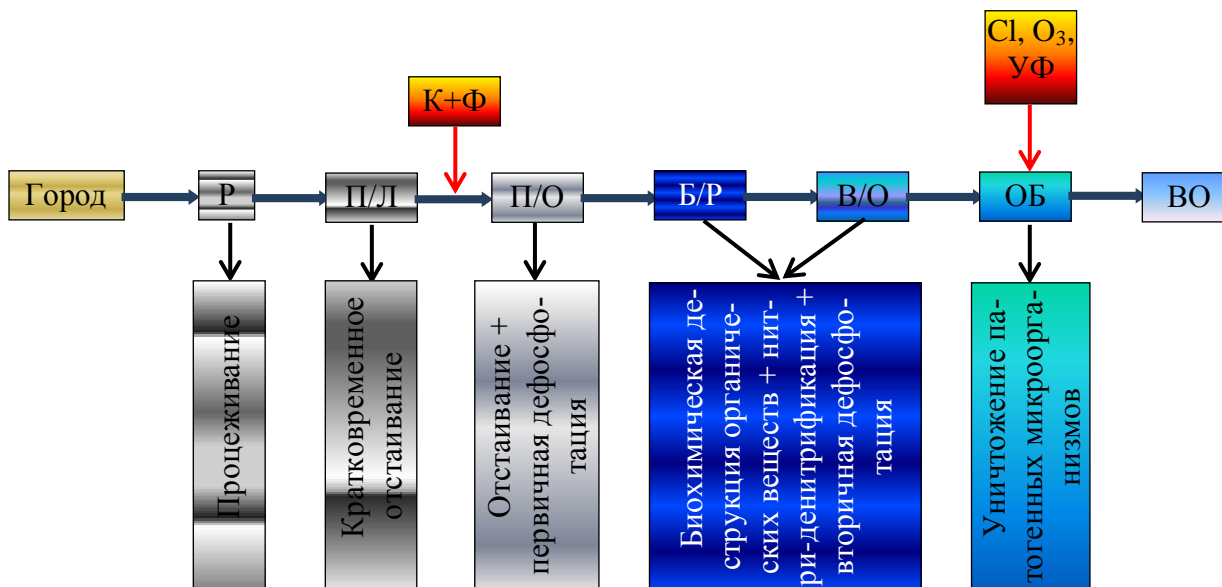 Cl, O₃,
УФ
К+Ф
Город
Р
П/Л
П/О
Б/Р
В/О
ОБ
ВО
Процеживание
Кратковременное
отстаивание
Отстаивание +
первичная дефосфо-
тация
Биохимическая де-
струкция органиче-
ских веществ + нит-
ри-денитрификация +
вторичная дефосфо-
тация
Уничтожение па-
тогенных микроорга-
низмов